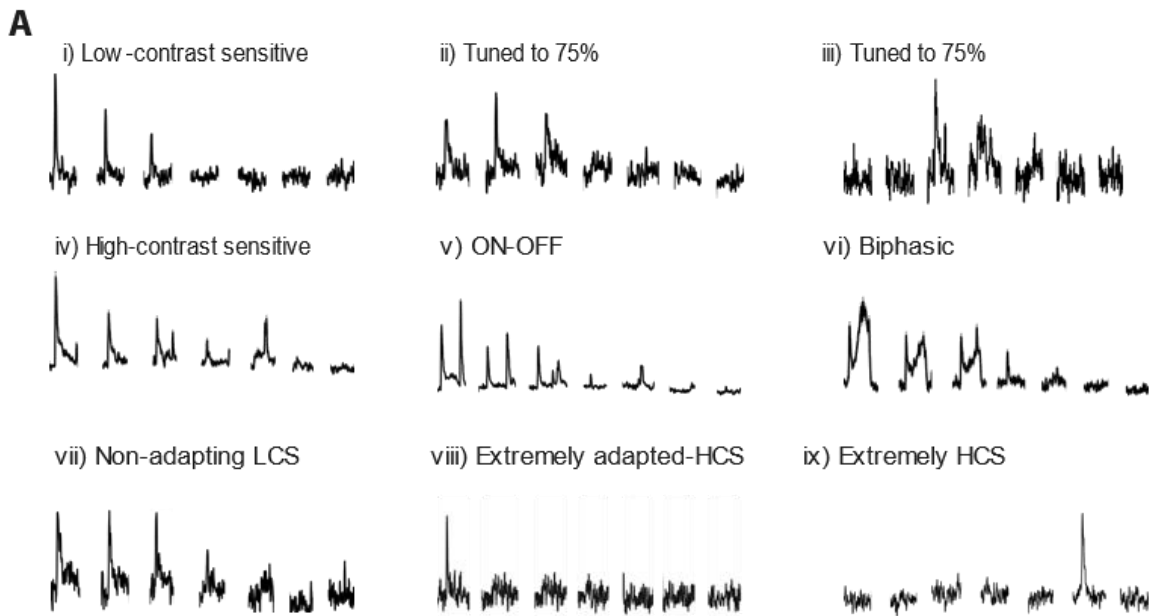 A
i) Low-contrast sensitive
ii) Tuned to 75%
iii) Tuned to 75%
iv) High-contrast sensitive
v) ON-OFF
vi) Biphasic
vii) Non-adapting LCS
viii) Extremely adapted-HCS
ix) Extremely HCS